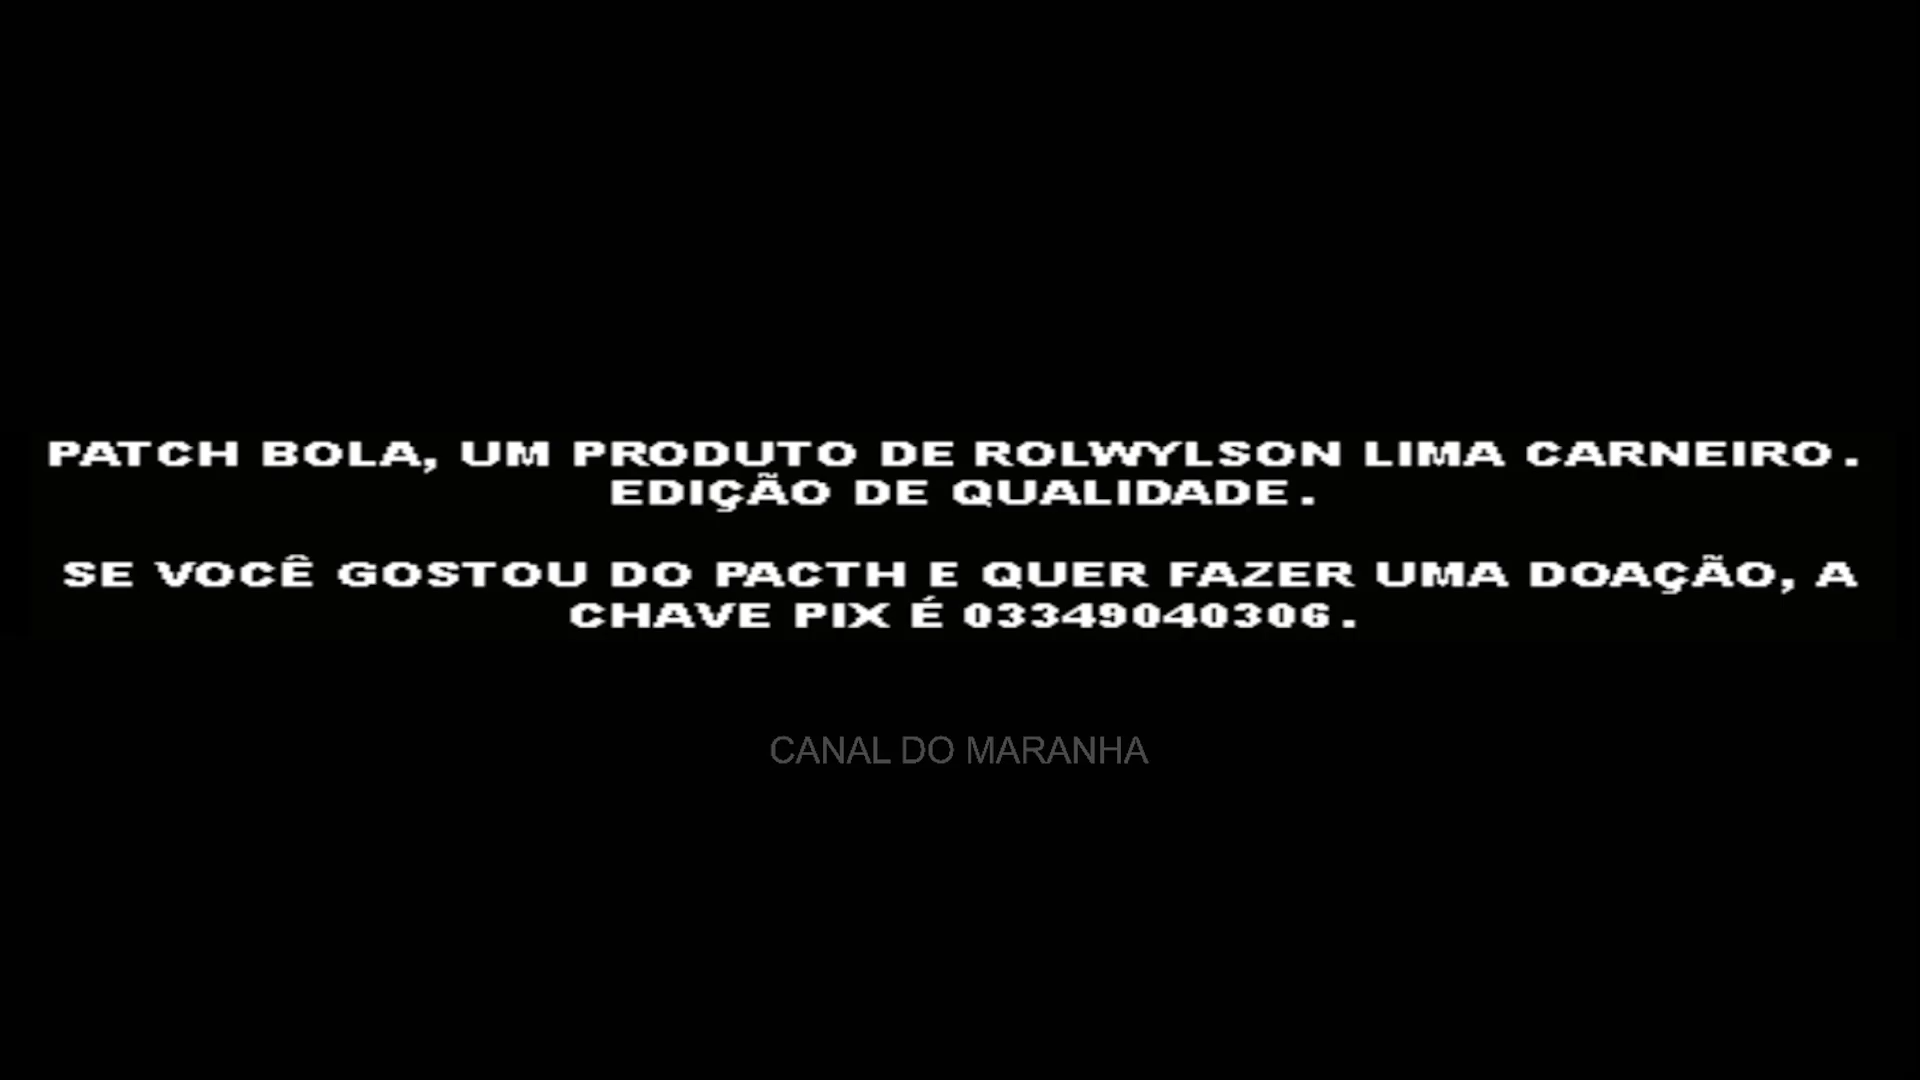 PATCH BOLA, UM PRODUTO DE ROLWYLSON LIMA CARNEIRO.
EDIÇÃO DE QUALIDADE.
SE VOCÊ GOSTOU DO PACTH E QUER FAZER UMA DOAÇÃO, A
CHAVE PIX É 03349040306.
CANAL DO MARANHA